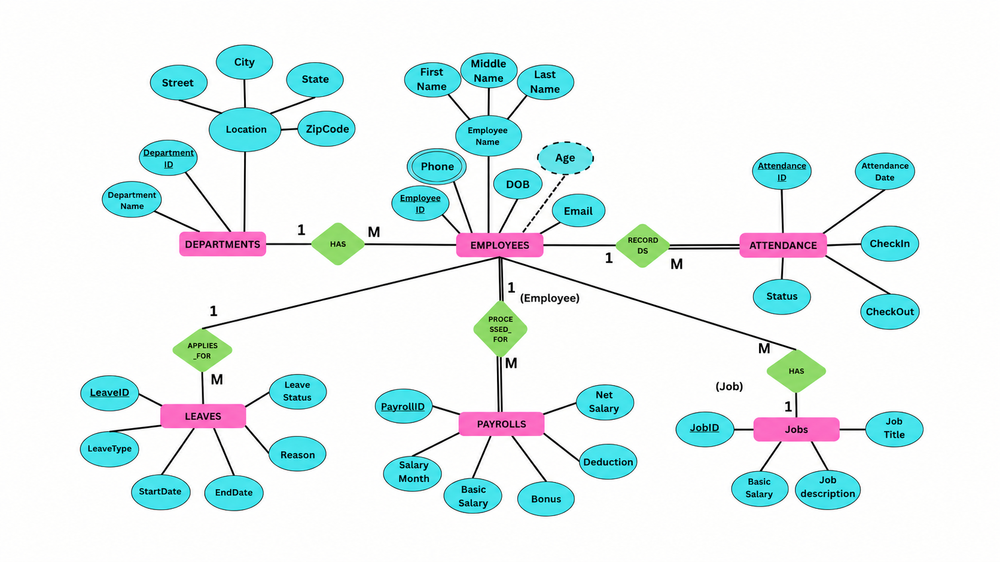 City
Street
State
Location
ZipCode
Department
ID
Department
Name
DEPARTMENTS
1
HAS
M
First
Name
Middle
Name
Last
Name
Employee
Name
Phone
Age
DOB
Employee
ID
Email
EMPLOYEES
1
RECORD
DS
M
Attendance
ID
Attendance
Date
ATTENDANCE
CheckIn
Status
CheckOut
1
APPLIES
_FOR
M
LeaveID
Leave
Status
LEAVES
LeaveType
Reason
StartDate
EndDate
1
(Employee)
PROCE
SSED_
FOR
M
PayrollID
Net
Salary
PAYROLLS
Salary
Month
Basic
Salary
Bonus
Deduction
M
HAS
(Job)
1
JobID
Jobs
Job
Title
Basic
Salary
Job
description